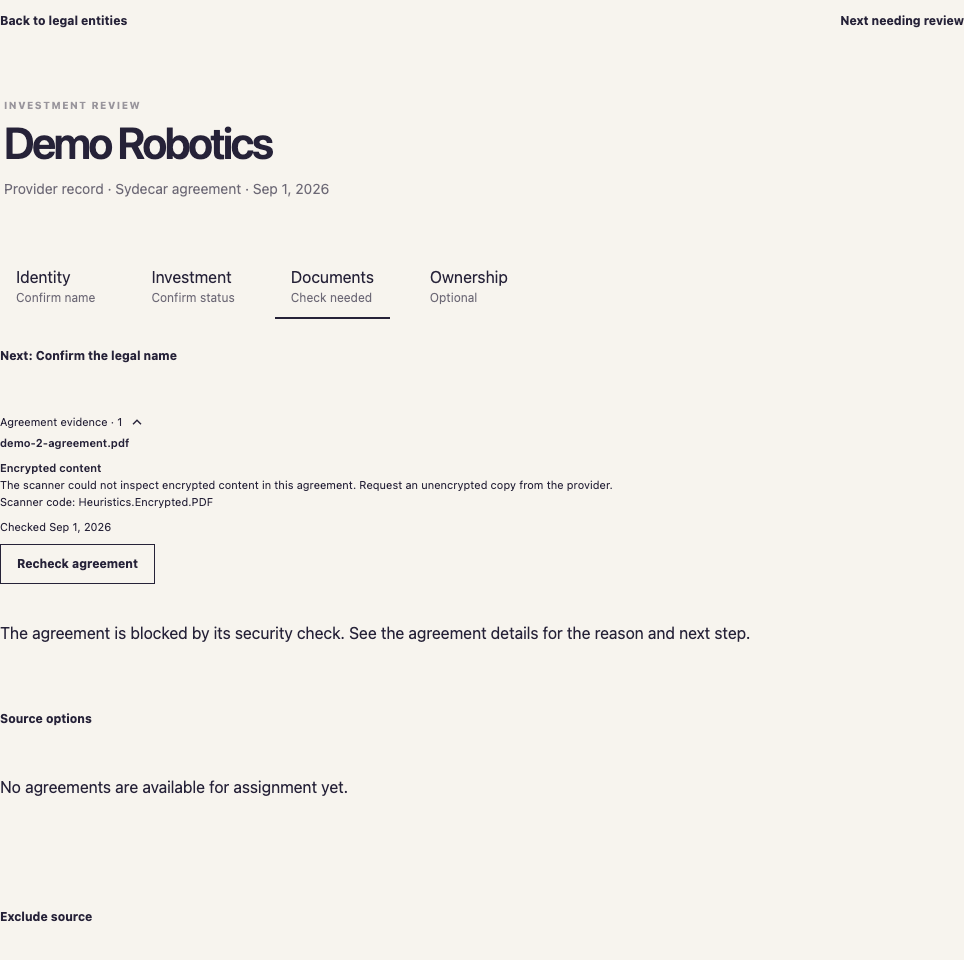 Back to legal entities
Next needing review
INVESTMENT REVIEW
Demo Robotics
Provider record · Sydecar agreement · Sep 1, 2026
Identity
Confirm name
Investment
Confirm status
Documents
Check needed
Ownership
Optional
Next: Confirm the legal name
Agreement evidence · 1
demo-2-agreement.pdf
Encrypted content
The scanner could not inspect encrypted content in this agreement. Request an unencrypted copy from the provider.
Scanner code: Heuristics.Encrypted.PDF
Checked Sep 1, 2026
Recheck agreement
The agreement is blocked by its security check. See the agreement details for the reason and next step.
Source options
No agreements are available for assignment yet.
Exclude source